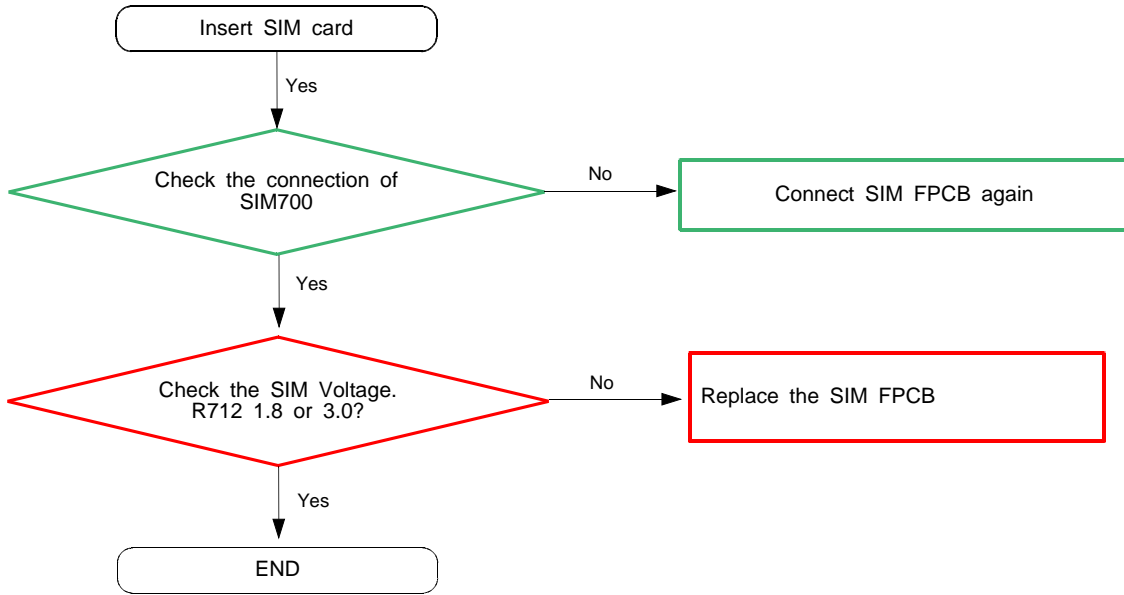 Insert SIM card
Yes
Check the connection of
SIM700
No
Connect SIM FPCB again
Yes
Check the SIM Voltage.
R712 1.8 or 3.0?
No
Replace the SIM FPCB
Yes
END